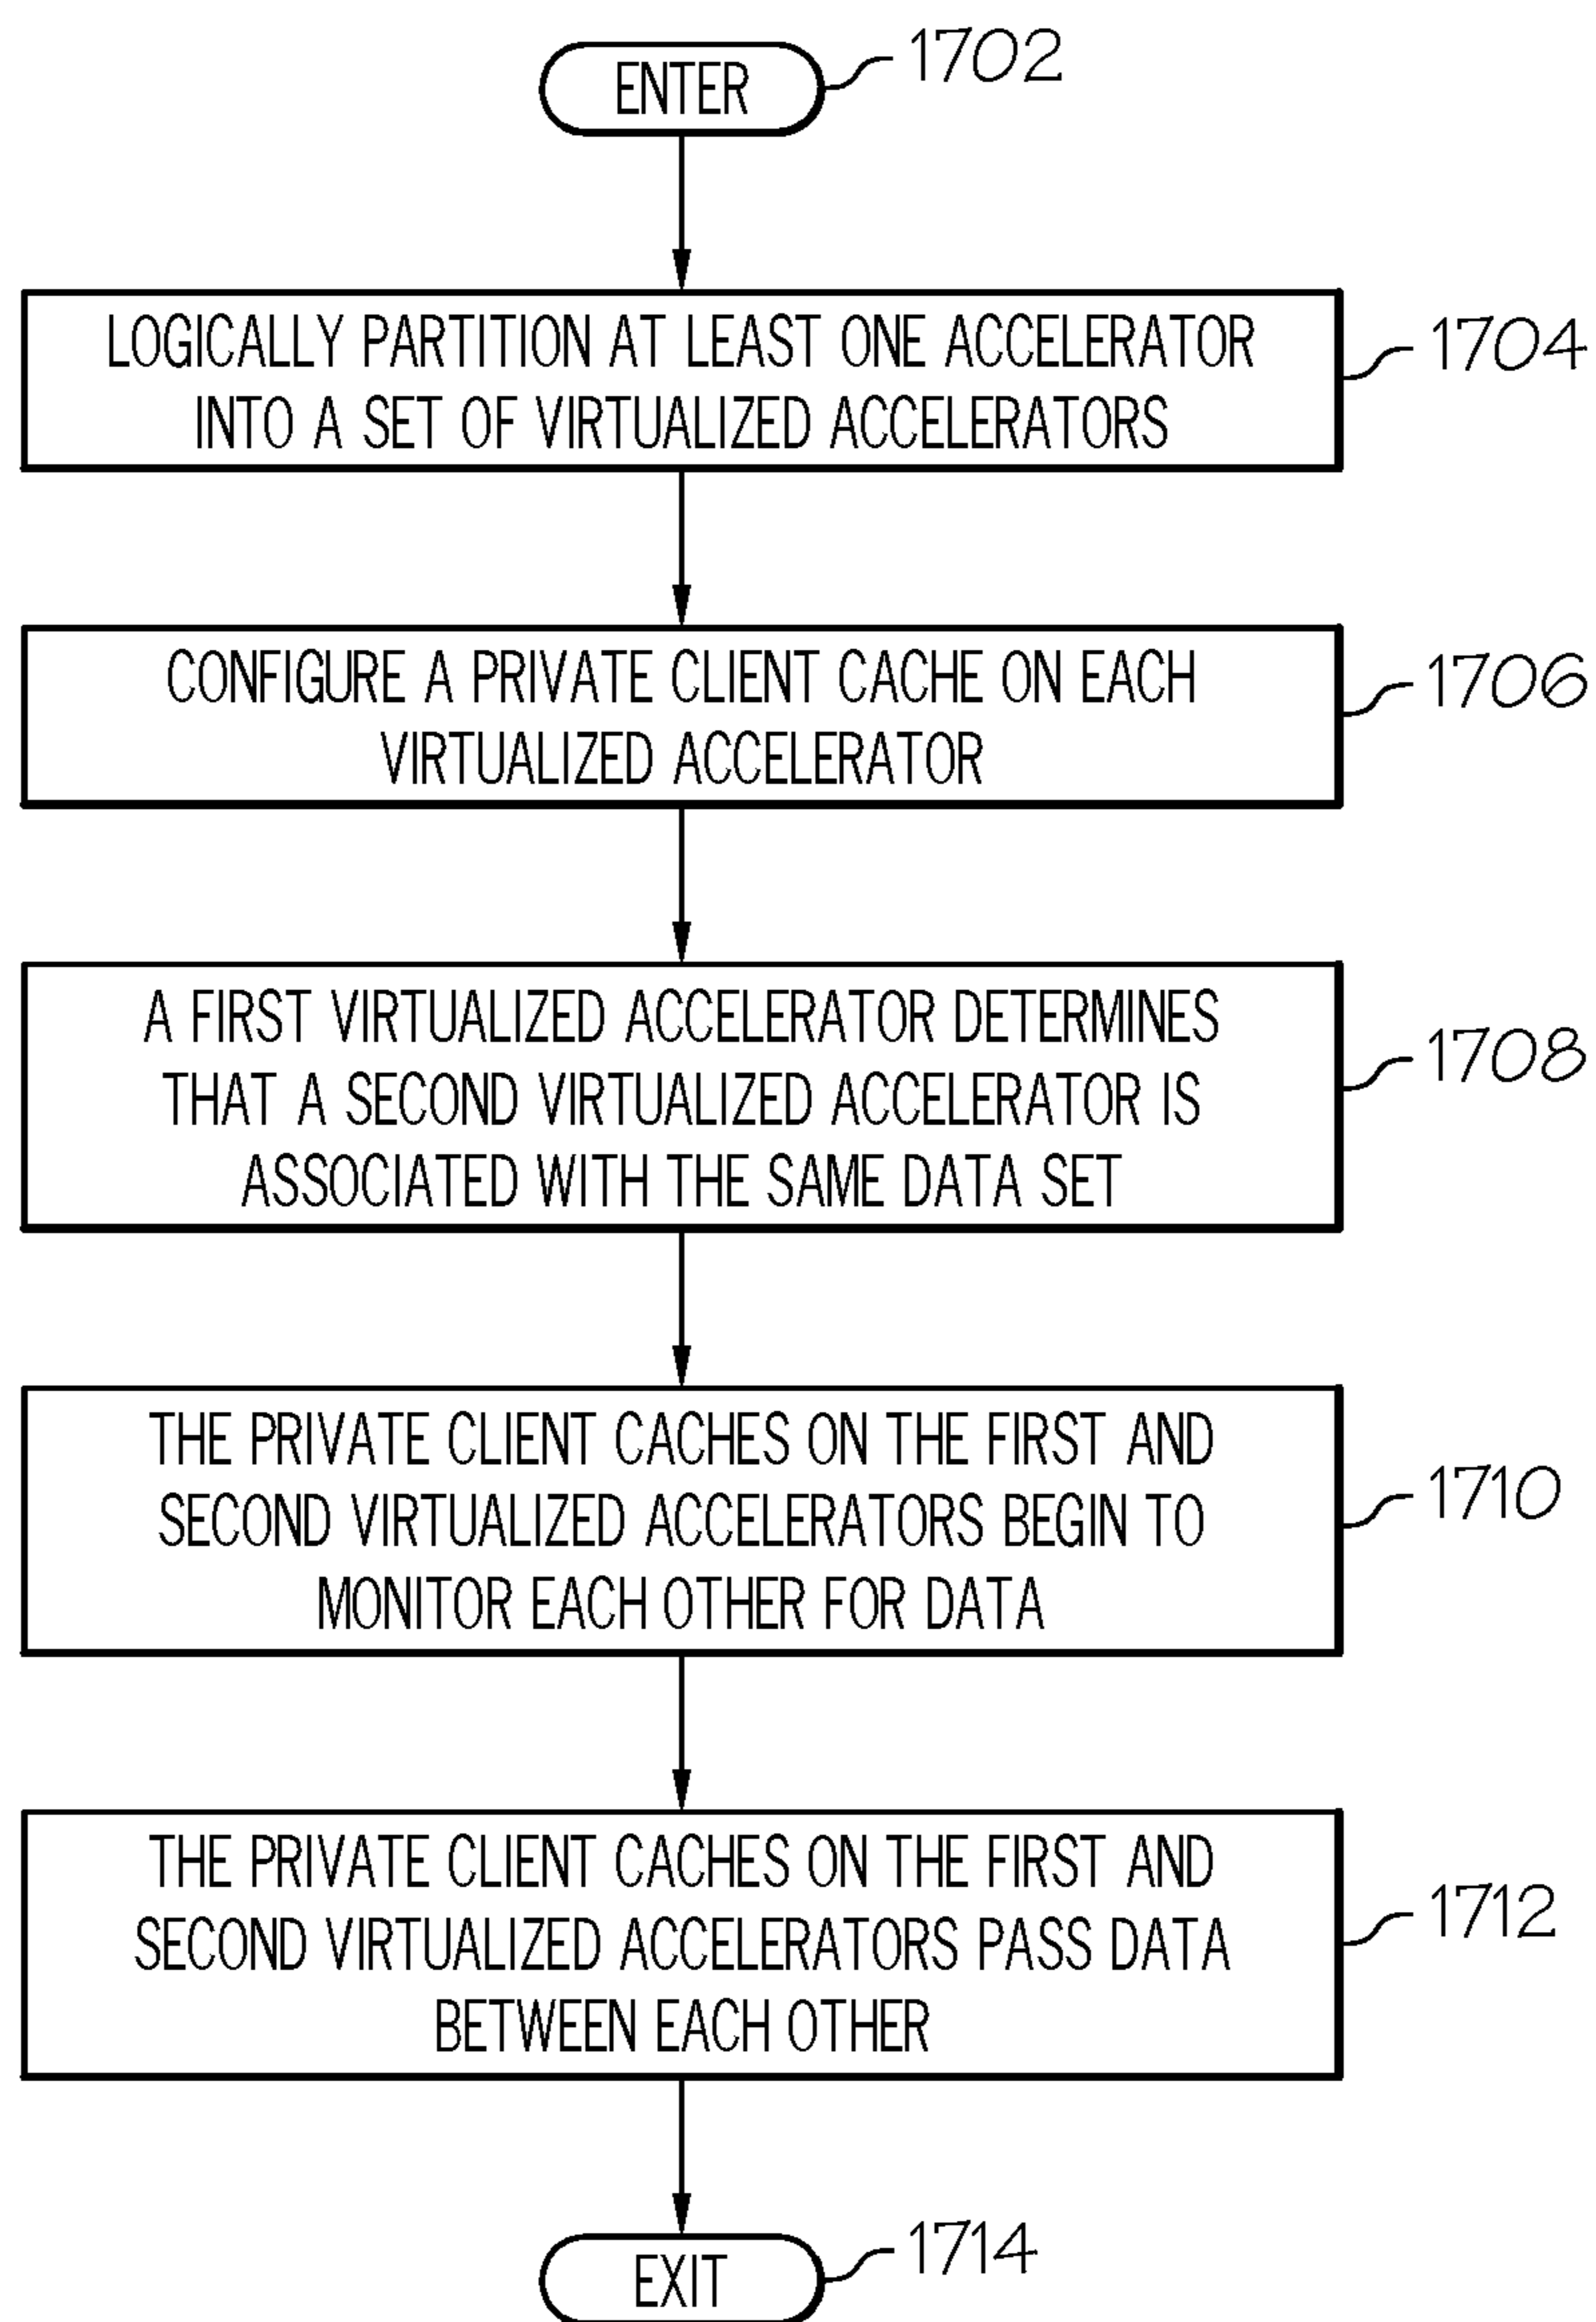 ENTER
1702
LOGICALLY PARTITION AT LEAST ONE ACCELERATOR
INTO A SET OF VIRTUALIZED ACCELERATORS
1704
CONFIGURE A PRIVATE CLIENT CACHE ON EACH
VIRTUALIZED ACCELERATOR
1706
A FIRST VIRTUALIZED ACCELERATOR DETERMINES
THAT A SECOND VIRTUALIZED ACCELERATOR IS
ASSOCIATED WITH THE SAME DATA SET
1708
THE PRIVATE CLIENT CACHES ON THE FIRST AND
SECOND VIRTUALIZED ACCELERATORS BEGIN TO
MONITOR EACH OTHER FOR DATA
1710
THE PRIVATE CLIENT CACHES ON THE FIRST AND
SECOND VIRTUALIZED ACCELERATORS PASS DATA
BETWEEN EACH OTHER
1712
EXIT
1714